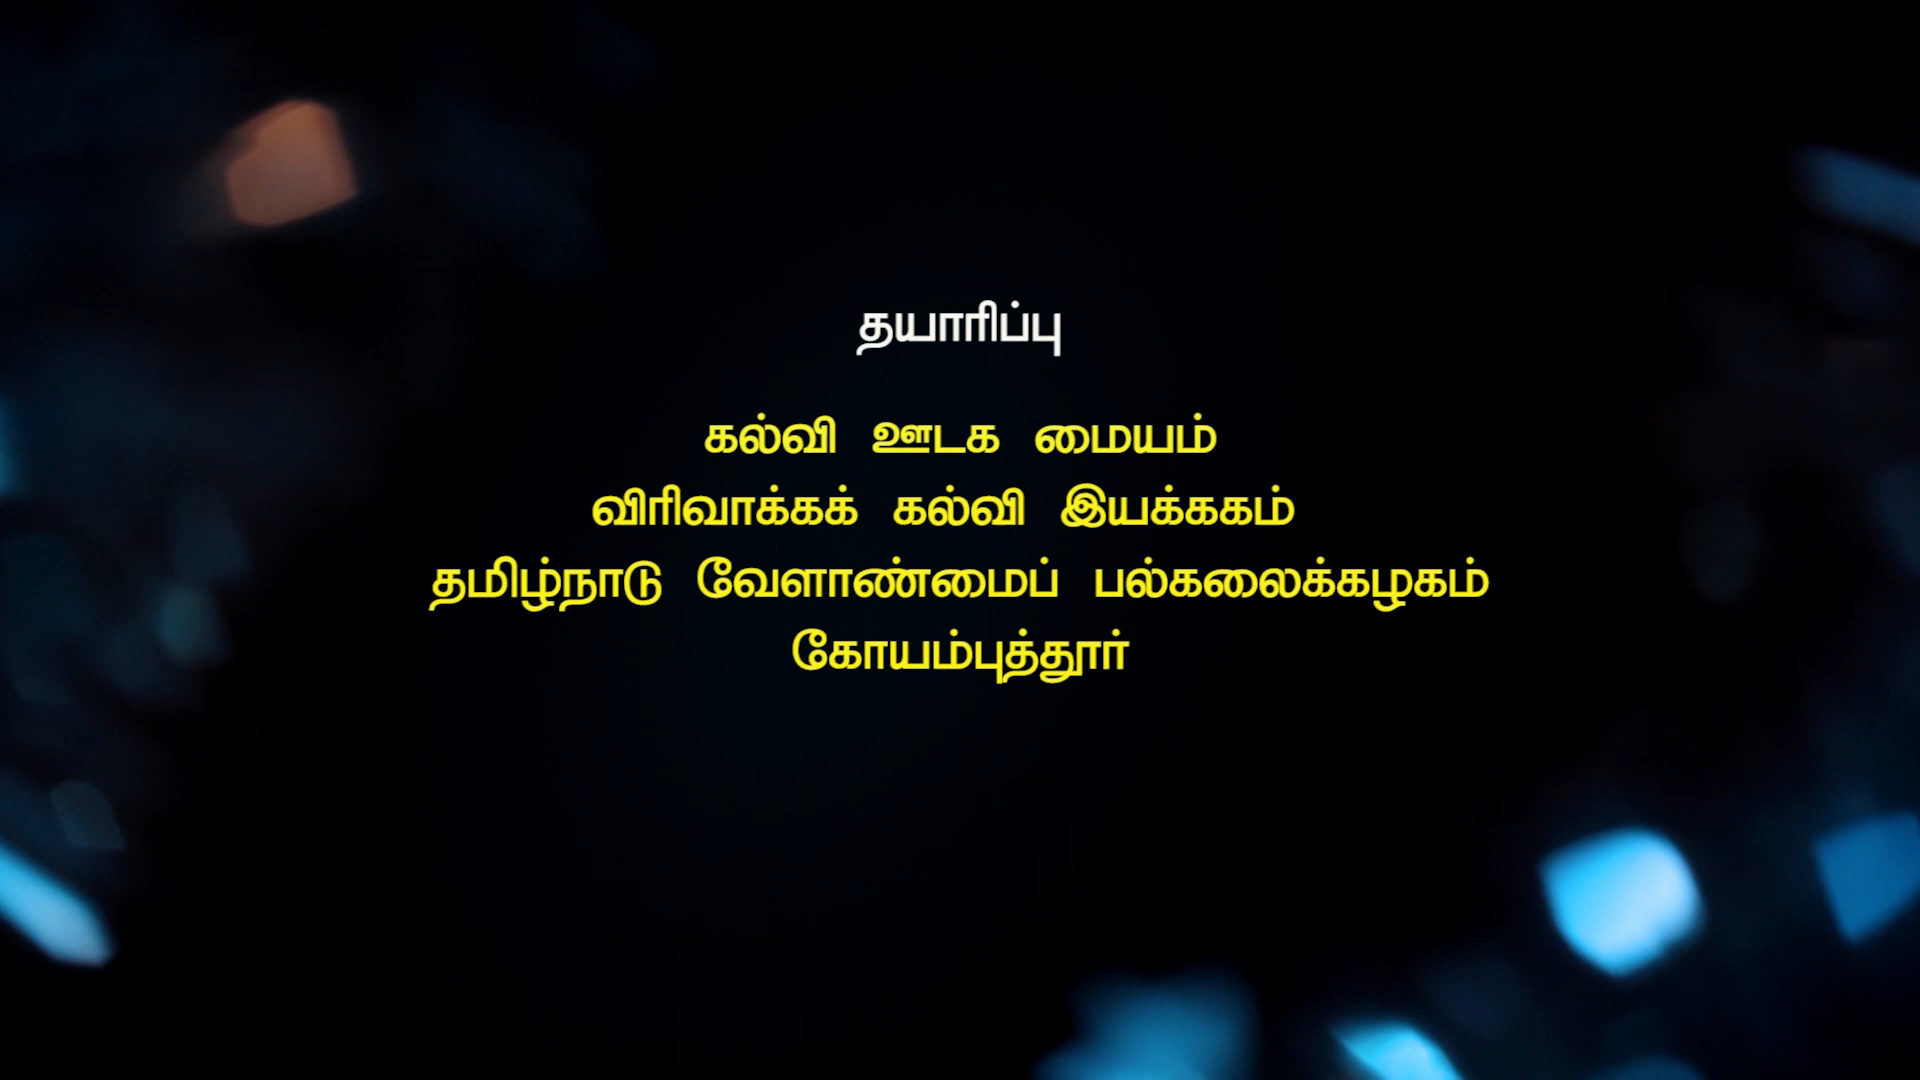 தயாரிப்பு
கல்வி ஊடக மையம்
விரிவாக்கக் கல்வி இயக்ககம்
தமிழ்நாடு வேளாண்மைப் பல்கலைக்கழகம்
கோயம்புத்தூர்